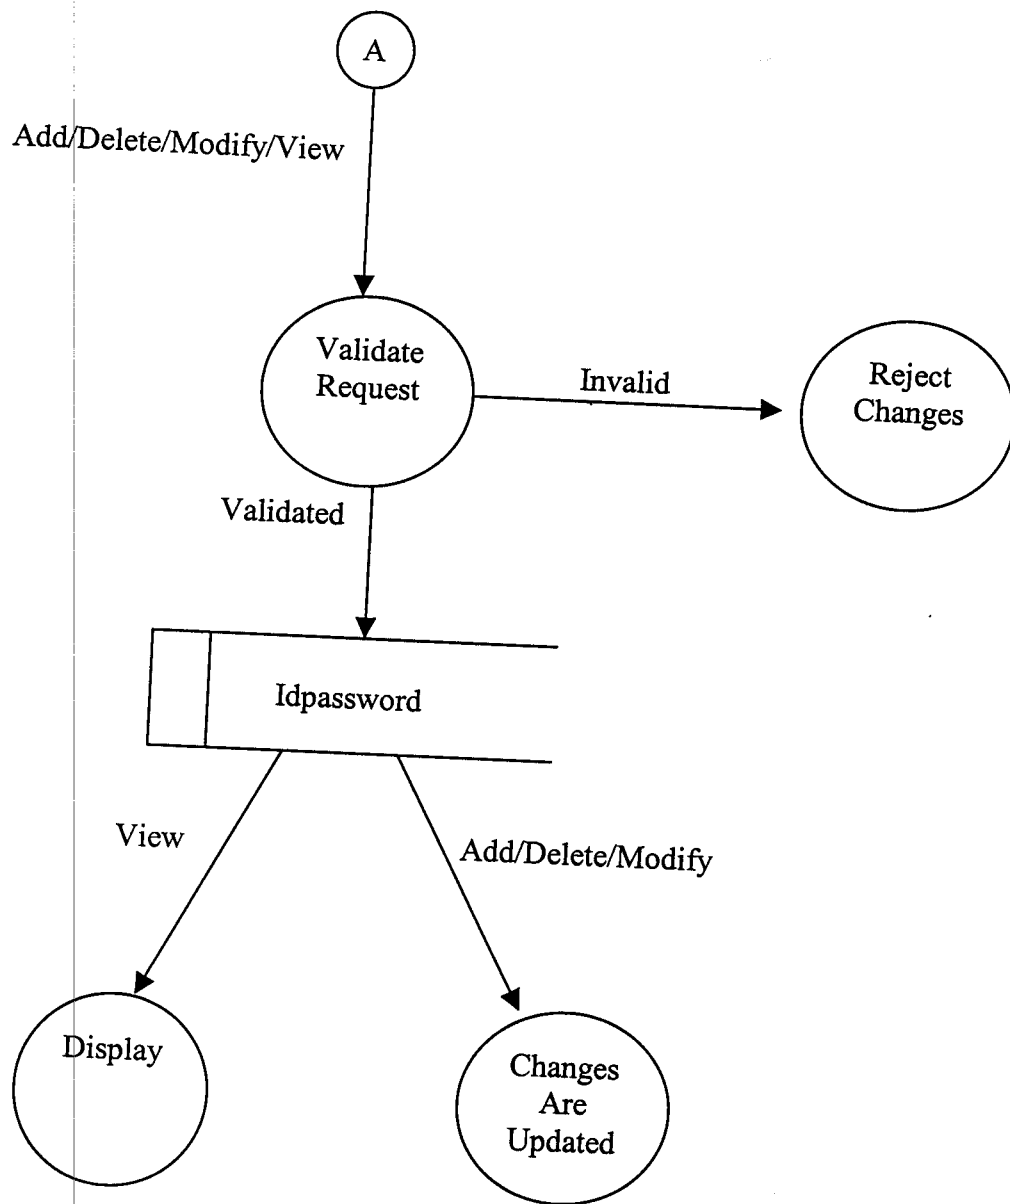 A
Add/Delete/Modify/View
Validate
Request
Invalid
Reject
Changes
Validated
Idpassword
View
Add/Delete/Modify
Display
Changes
Are
Updated